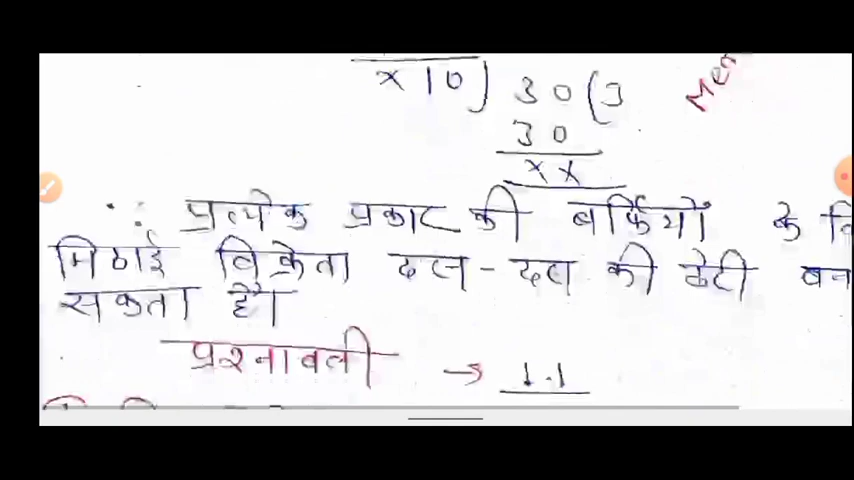 x 10) 30 (3
30
x x
∵ प्रत्येक प्रकार की बर्फियों के
मिठाई विक्रेता दस-दस की ढेरी बन
सकता है।
प्रश्नावली → 1.1